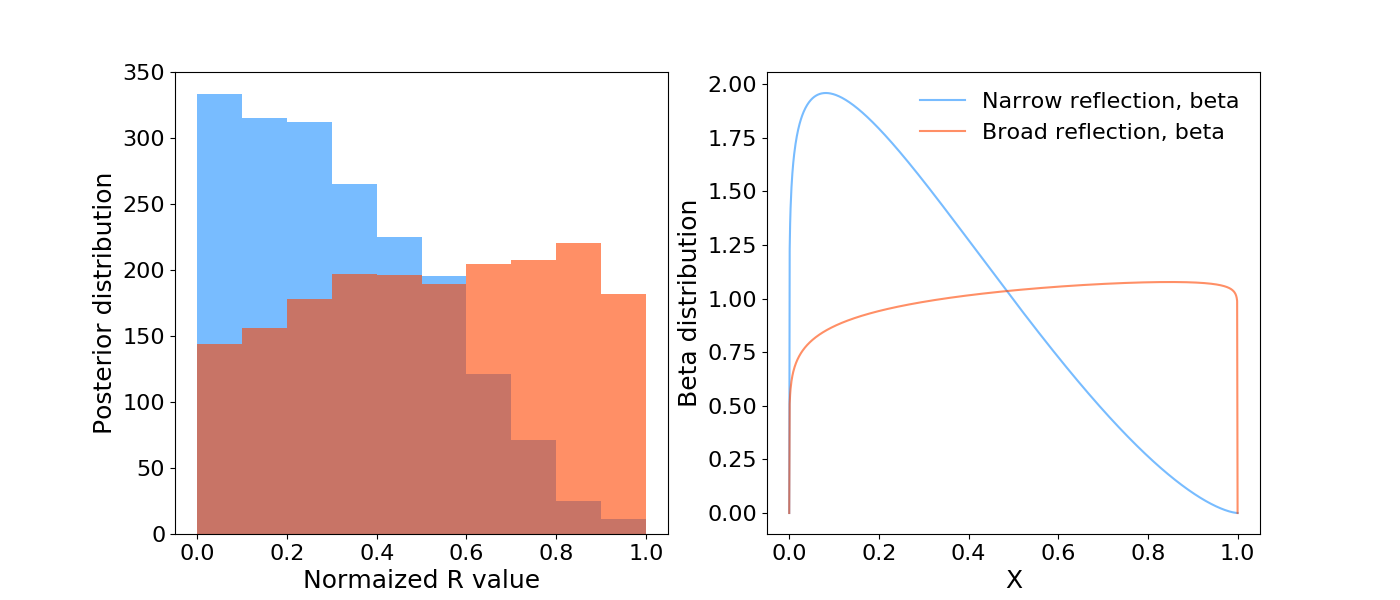 Posterior distribution
350
300
250
200
150
100
50
0
0.0 0.2 0.4 0.6 0.8 1.0
Normaized R value
Beta distribution
2.00
1.75
1.50
1.25
1.00
0.75
0.50
0.25
0.00
0.0 0.2 0.4 0.6 0.8 1.0
X
Narrow reflection, beta
Broad reflection, beta